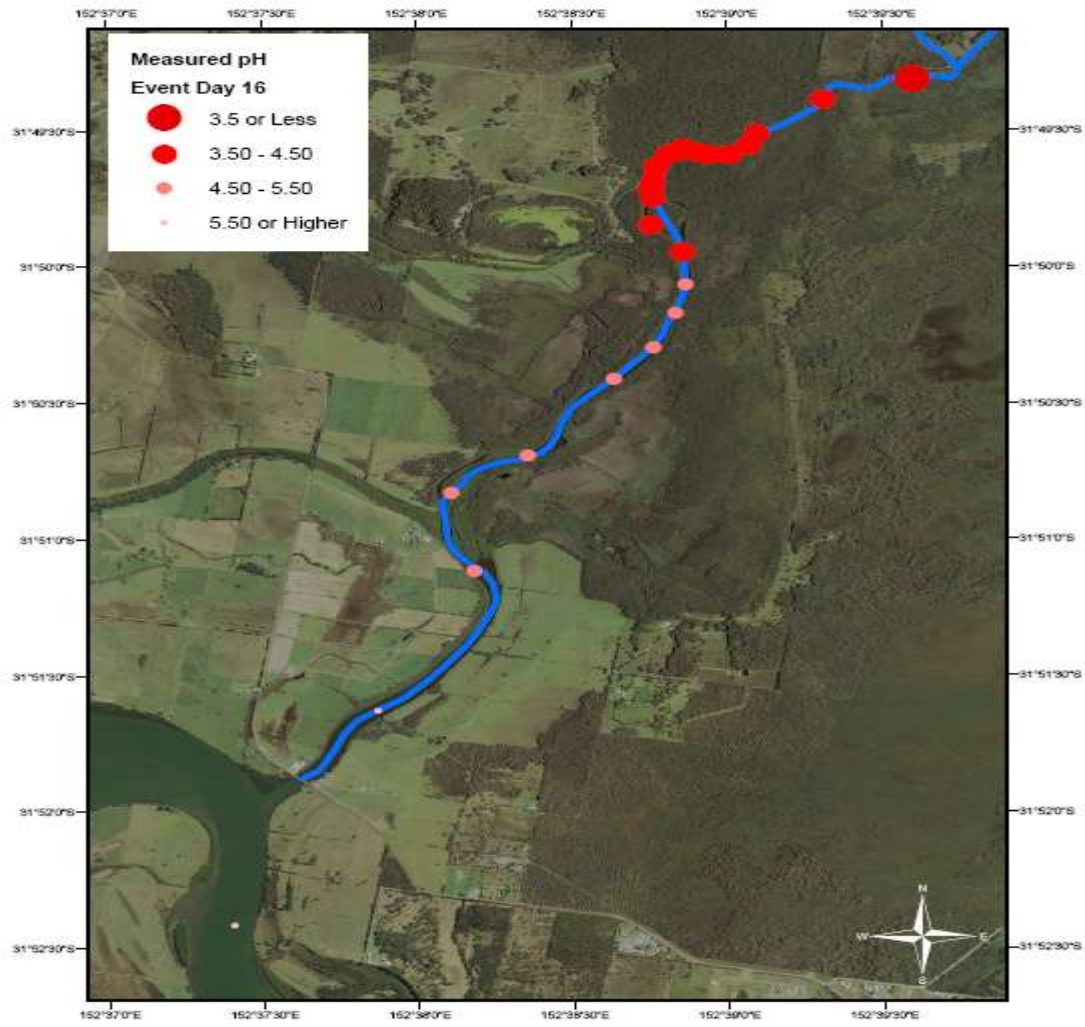 152°37'0"E 152°37'30"E 152°38'0"E 152°38'30"E 152°39'0"E 152°39'30"E
Measured pH
Event Day 16
3.5 or Less
3.50 - 4.50
4.50 - 5.50
5.50 or Higher
31°49'30"S 31°49'30"S
31°50'0"S 31°50'0"S
31°50'30"S 31°50'30"S
31°51'0"S 31°51'0"S
31°51'30"S 31°51'30"S
31°52'0"S 31°52'0"S
N
W E
S
31°52'30"S 31°52'30"S
152°37'0"E 152°37'30"E 152°38'0"E 152°38'30"E 152°39'0"E 152°39'30"E